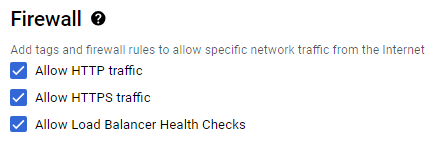 Firewall
Add tags and firewall rules to allow specific network traffic from the Internet
Allow HTTP traffic
Allow HTTPS traffic
Allow Load Balancer Health Checks